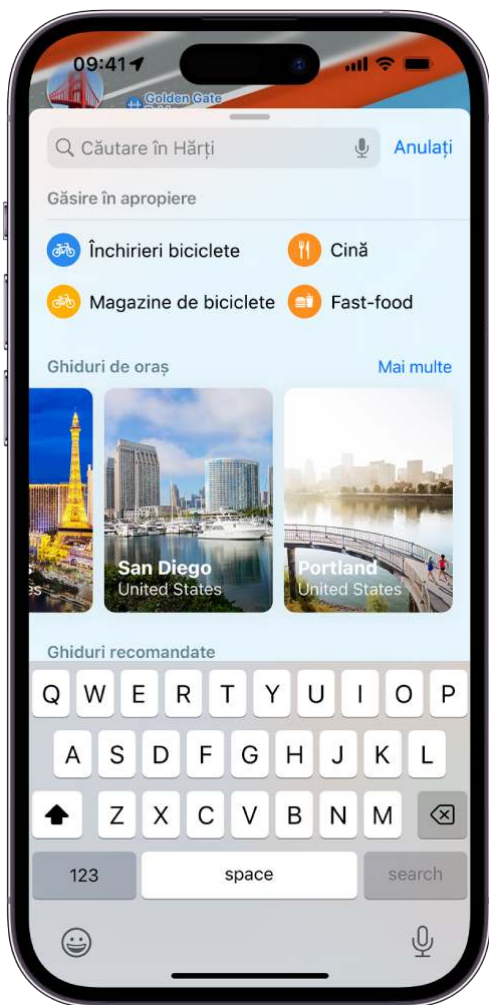 09:41
Golden Gate
Căutare în Hărți
Anulați
Găsire în apropiere
Închirieri biciclete
Cină
Magazine de biciclete
Fast-food
Ghiduri de oraș
Mai multe
San Diego
United States
Portland
United States
Ghiduri recomandate
Q W E R T Y U I O P
A S D F G H J K L
Z X C V B N M
123
space
search